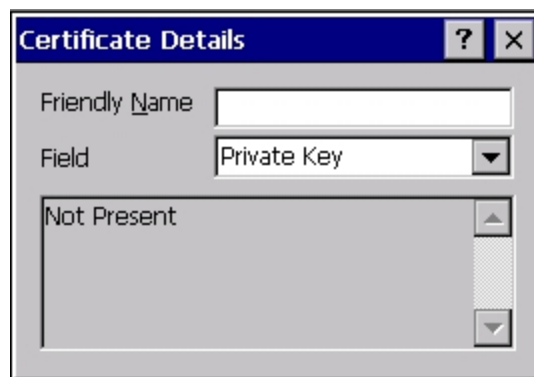 Certificate Details ? ×
Friendly Name
Field Private Key
Not Present